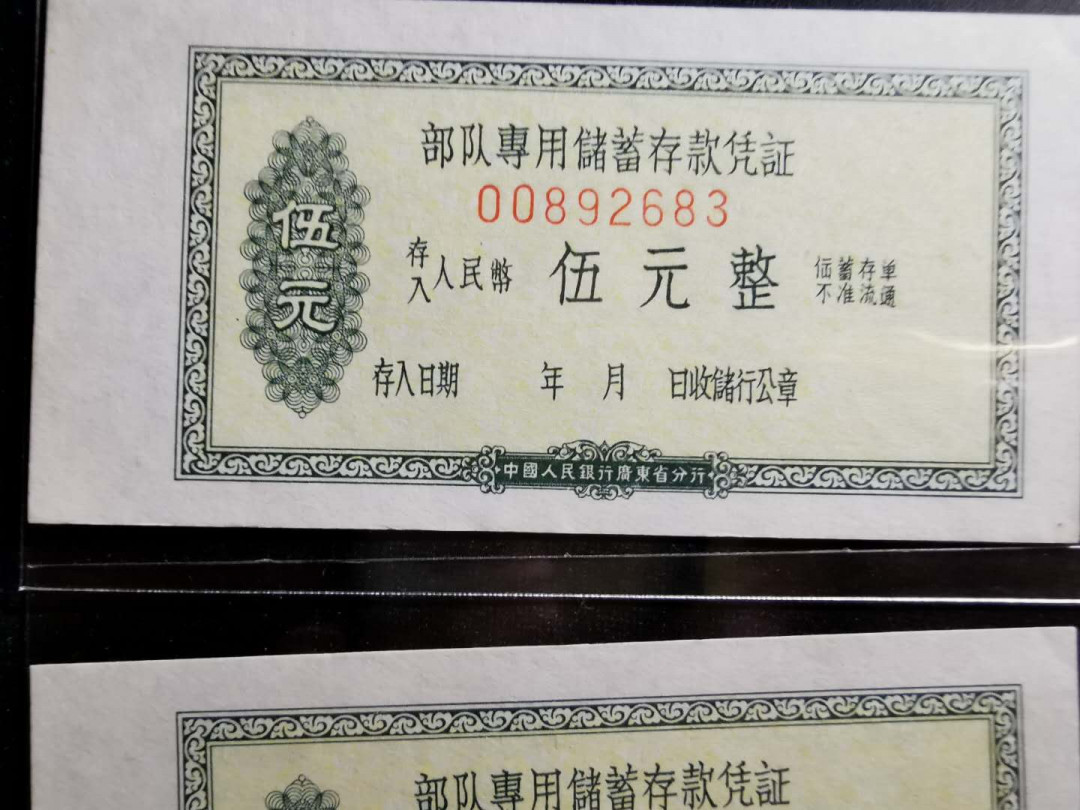 部队專用儲蓄存款凭証
00892683
伍元
存入人民幣 伍元整 㐰蓄存单
不准流通
存入日期 年 月 日收儲行公章
中國人民銀行廣東省分行
部队專用儲蓄存款凭証